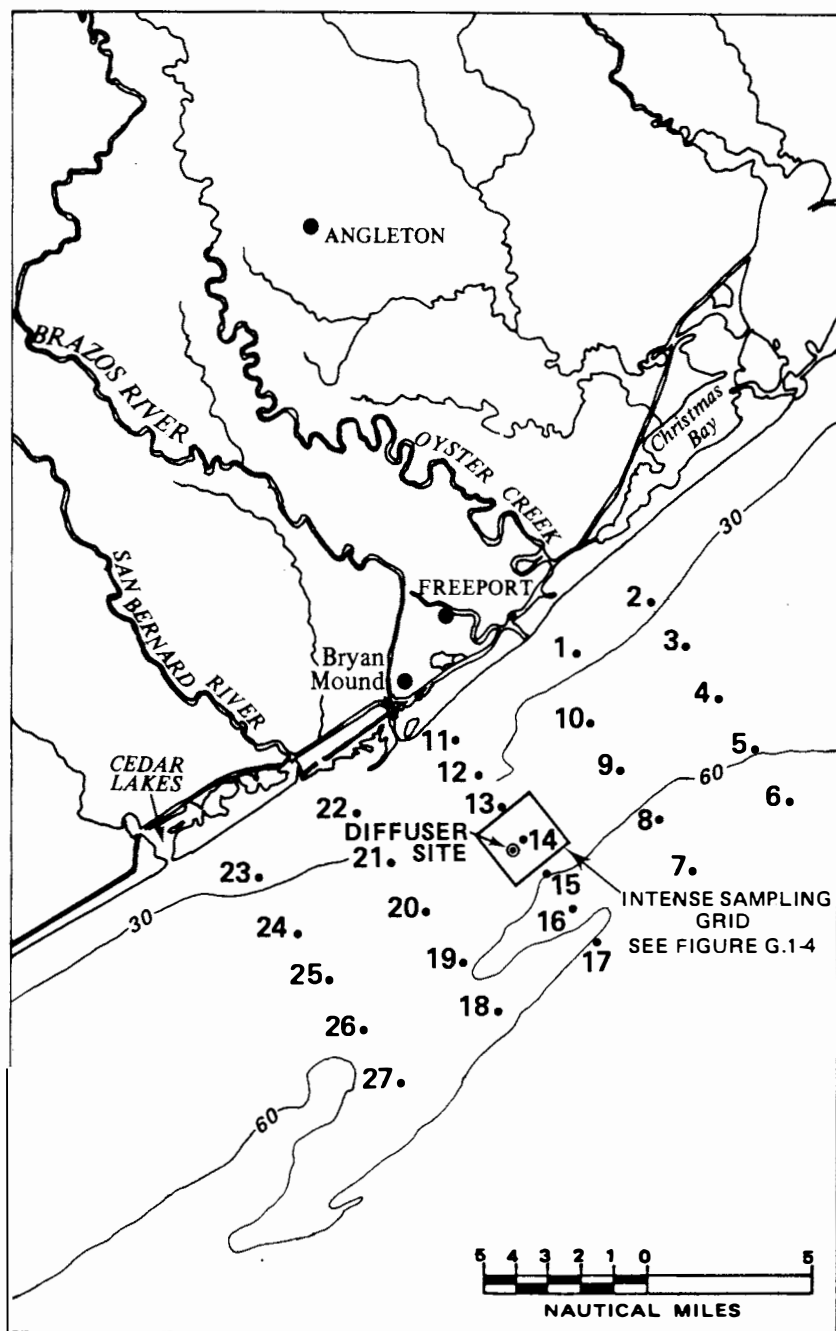 ANGLETON
BRAZOS RIVER
OYSTER CREEK
Christmas
Bay
30
SAN BERNARD RIVER
FREEPORT
2
1
3
Bryan
Mound
4
10
11
5
9
12
60
CEDAR
LAKES
6
13
22
8
DIFFUSER
SITE
14
21
7
23
15
INTENSE SAMPLING
GRID
SEE FIGURE G.1-4
20
16
30
24
17
19
25
18
26
27
60
5 4 3 2 1 0 5
NAUTICAL MILES